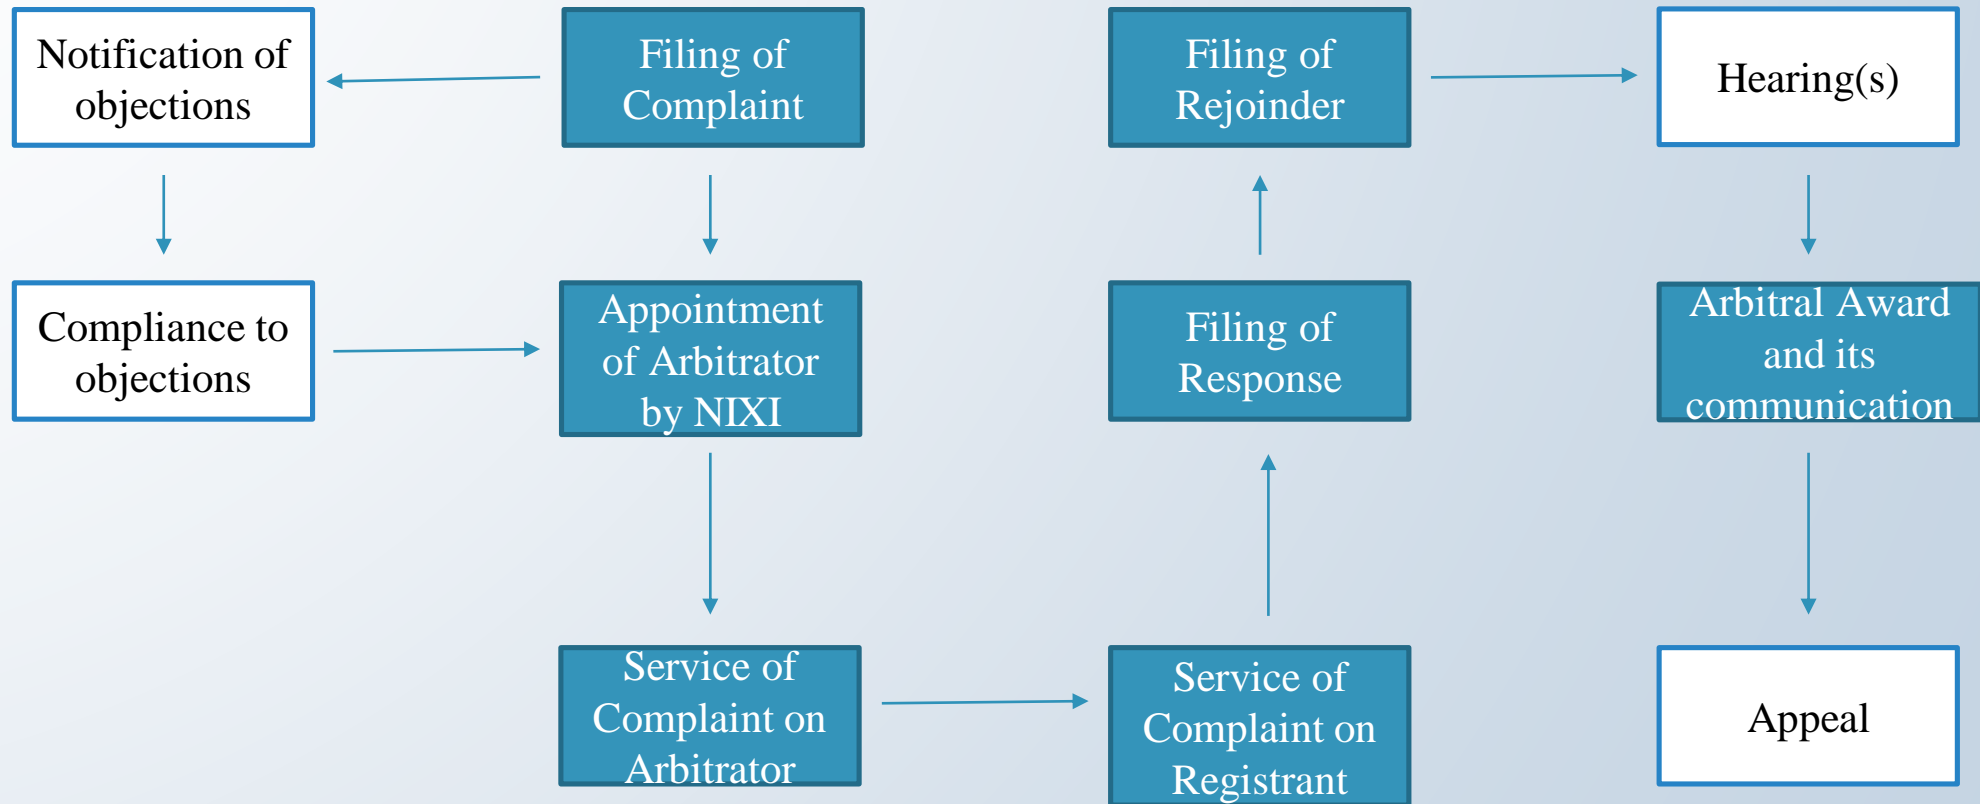 Notification of
objections
Filing of
Complaint
Filing of
Rejoinder
Hearing(s)
Compliance to
objections
Appointment
of Arbitrator
by NIXI
Filing of
Response
Arbitral Award
and its
communication
Service of
Complaint on
Arbitrator
Service of
Complaint on
Registrant
Appeal